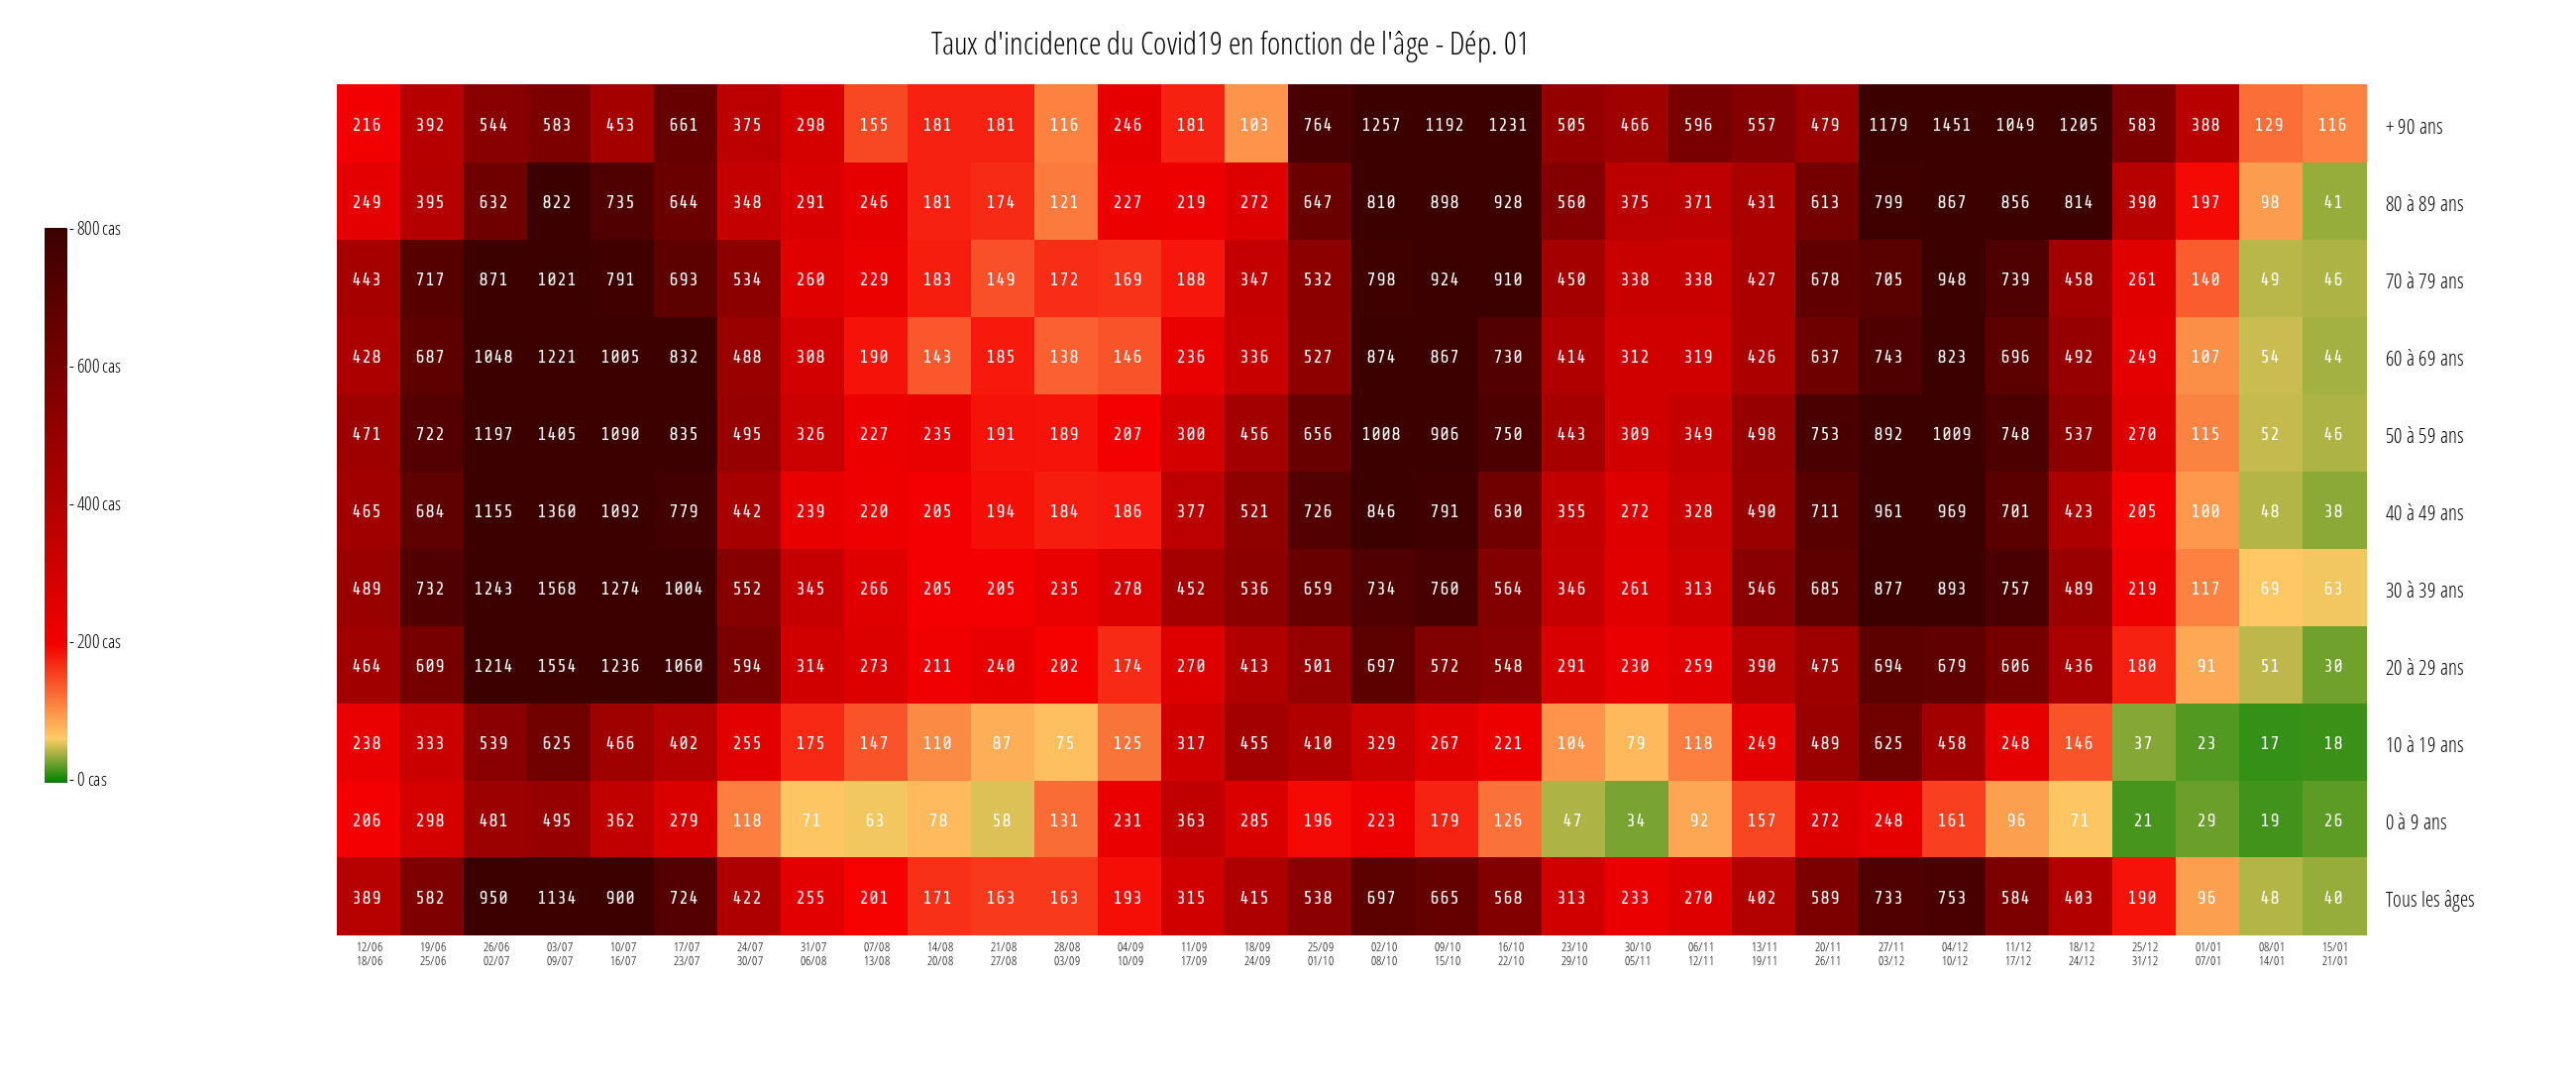 Taux d'incidence du Covid19 en fonction de l'âge - Dép. 01
- 800 cas
- 600 cas
- 400 cas
- 200 cas
- 0 cas
216 392 544 583 453 661 375 298 155 181 181 116 246 181 103 764 1257 1192 1231 505 466 596 557 479 1179 1451 1049 1205 583 388 129 116 + 90 ans
249 395 632 822 735 644 348 291 246 181 174 121 227 219 272 647 810 898 928 560 375 371 431 613 799 867 856 814 390 197 98 41 80 à 89 ans
443 717 871 1021 791 693 534 260 229 183 149 172 169 188 347 532 798 924 910 450 338 338 427 678 705 948 739 458 261 140 49 46 70 à 79 ans
428 687 1048 1221 1005 832 488 308 190 143 185 138 146 236 336 527 874 867 730 414 312 319 426 637 743 823 696 492 249 107 54 44 60 à 69 ans
471 722 1197 1405 1090 835 495 326 227 235 191 189 207 300 456 656 1008 906 750 443 309 349 498 753 892 1009 748 537 270 115 52 46 50 à 59 ans
465 684 1155 1360 1092 779 442 239 220 205 194 184 186 377 521 726 846 791 630 355 272 328 490 711 961 969 701 423 205 100 48 38 40 à 49 ans
489 732 1243 1568 1274 1004 552 345 266 205 205 235 278 452 536 659 734 760 564 346 261 313 546 685 877 893 757 489 219 117 69 63 30 à 39 ans
464 609 1214 1554 1236 1060 594 314 273 211 240 202 174 270 413 501 697 572 548 291 230 259 390 475 694 679 606 436 180 91 51 30 20 à 29 ans
238 333 539 625 466 402 255 175 147 110 87 75 125 317 455 410 329 267 221 104 79 118 249 489 625 458 248 146 37 23 17 18 10 à 19 ans
206 298 481 495 362 279 118 71 63 78 58 131 231 363 285 196 223 179 126 47 34 92 157 272 248 161 96 71 21 29 19 26 0 à 9 ans
389 582 950 1134 900 724 422 255 201 171 163 163 193 315 415 538 697 665 568 313 233 270 402 589 733 753 584 403 190 96 48 40 Tous les âges
12/06 19/06 26/06 03/07 10/07 17/07 24/07 31/07 07/08 14/08 21/08 28/08 04/09 11/09 18/09 25/09 02/10 09/10 16/10 23/10 30/10 06/11 13/11 20/11 27/11 04/12 11/12 18/12 25/12 01/01 08/01 15/01
18/06 25/06 02/07 09/07 16/07 23/07 30/07 06/08 13/08 20/08 27/08 03/09 10/09 17/09 24/09 01/10 08/10 15/10 22/10 29/10 05/11 12/11 19/11 26/11 03/12 10/12 17/12 24/12 31/12 07/01 14/01 21/01